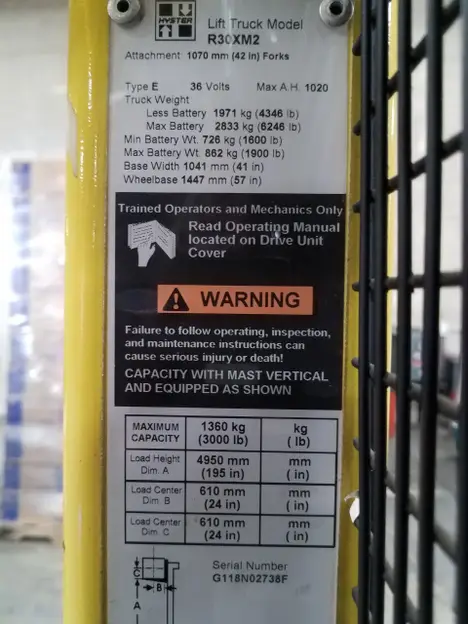 HYSTER
Lift Truck Model
R30XM2
Attachment 1070 mm (42 in) Forks
Type E 36 Volts Max A.H. 1020
Truck Weight
Less Battery 1971 kg (4346 lb)
Max Battery 2833 kg (6246 lb)
Min Battery Wt. 726 kg (1600 lb)
Max Battery Wt. 862 kg (1900 lb)
Base Width 1041 mm (41 in)
Wheelbase 1447 mm (57 in)
Trained Operators and Mechanics Only
Read Operating Manual
located on Drive Unit
Cover
WARNING
Failure to follow operating, inspection,
and maintenance instructions can
cause serious injury or death!
CAPACITY WITH MAST VERTICAL
AND EQUIPPED AS SHOWN
MAXIMUM 1360 kg kg
CAPACITY (3000 lb) ( lb)
Load Height 4950 mm mm
Dim. A (195 in) ( in)
Load Center 610 mm mm
Dim. B (24 in) ( in)
Load Center 610 mm mm
Dim. C (24 in) ( in)
C
B
A
Serial Number
G118N02738F